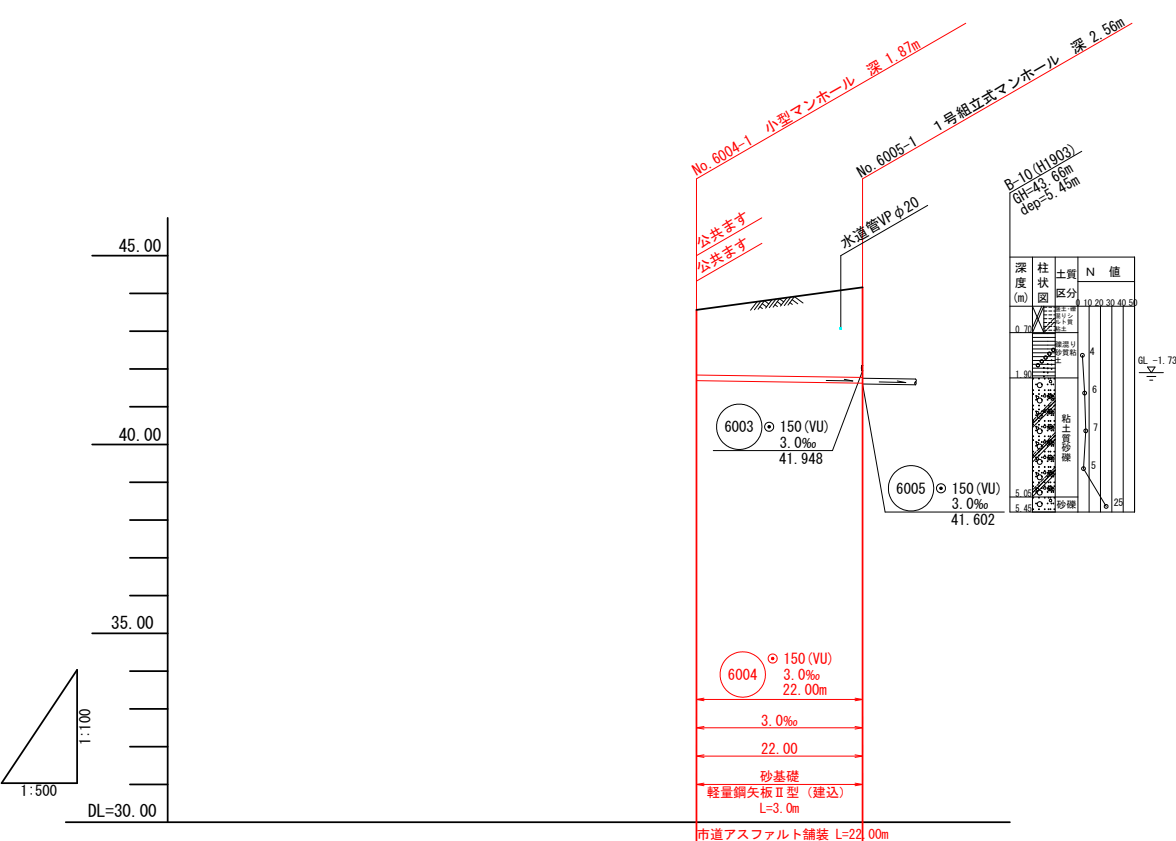 No.6004-1 小型マンホール 深 1.87m
No.6005-1 1号組立式マンホール 深 2.56m
B-10(H1903)
GH=43.66m
dep=5.45m
公共ます
公共ます
水道管VPφ20
45.00
40.00
35.00
DL=30.00
1:100
1:500
深度(m)
柱状図
土質区分
N 値
0 10 20 30 40 50
0.70
1.90
5.05
5.45
礫混り砂質粘土
粘土質砂礫
砂礫
4
6
7
5
25
GL -1.73
6003
150(VU)
3.0‰
41.948
6005
150(VU)
3.0‰
41.602
6004
150(VU)
3.0‰
22.00m
3.0‰
22.00
砂基礎
軽量鋼矢板Ⅱ型 (建込)
L=3.0m
市道アスファルト舗装 L=22.00m